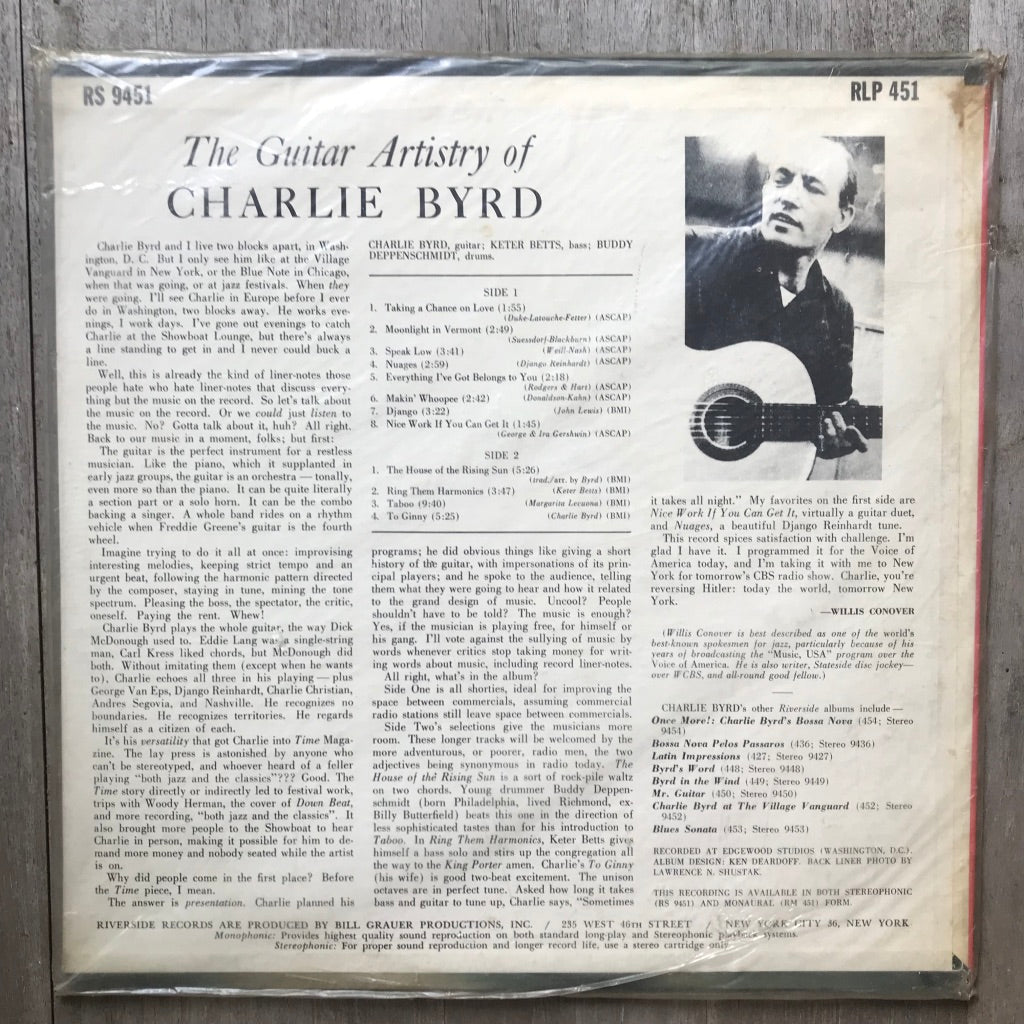 RS 9451
RLP 451
The Guitar Artistry of
CHARLIE BYRD
Charlie Byrd and I live two blocks apart, in Wash-
ington, D. C. But I only see him like at the Village
Vanguard in New York, or the Blue Note in Chicago,
when that was going, or at jazz festivals. When they
were going. I'll see Charlie in Europe before I ever
do in Washington, two blocks away. He works eve-
nings, I work days. I've gone out evenings to catch
Charlie at the Showboat Lounge, but there's always
a line standing to get in and I never could buck a
line.
Well, this is already the kind of liner-notes those
people hate who hate liner-notes that discuss every-
thing but the music on the record. So let's talk about
the music on the record. Or we could just listen to
the music. No? Gotta talk about it, huh? All right.
Back to our music in a moment, folks; but first:
The guitar is the perfect instrument for a restless
musician. Like the piano, which it supplanted in
early jazz groups, the guitar is an orchestra — tonally,
even more so than the piano. It can be quite literally
a section part or a solo horn. It can be the combo
backing a singer. A whole band rides on a rhythm
vehicle when Freddie Greene's guitar is the fourth
wheel.
Imagine trying to do it all at once: improvising
interesting melodies, keeping strict tempo and an
urgent beat, following the harmonic pattern directed
by the composer, staying in tune, mining the tone
spectrum. Pleasing the boss, the spectator, the critic,
oneself. Paying the rent. Whew!
Charlie Byrd plays the whole guitar, the way Dick
McDonough used to. Eddie Lang was a single-string
man, Carl Kress liked chords, but McDonough did
both. Without imitating them (except when he wants
to), Charlie echoes all three in his playing — plus
George Van Eps, Django Reinhardt, Charlie Christian,
Andres Segovia, and Nashville. He recognizes no
boundaries. He recognizes territories. He regards
himself as a citizen of each.
It's his versatility that got Charlie into Time Maga-
zine. The lay press is astonished by anyone who
can't be stereotyped, and whoever heard of a feller
playing "both jazz and the classics"??? Good. The
Time story directly or indirectly led to festival work,
trips with Woody Herman, the cover of Down Beat,
and more recording, "both jazz and the classics". It
also brought more people to the Showboat to hear
Charlie in person, making it possible for him to de-
mand more money and nobody seated while the artist
is on.
Why did people come in the first place? Before
the Time piece, I mean.
The answer is presentation. Charlie planned his
CHARLIE BYRD, guitar; KETER BETTS, bass; BUDDY
DEPPENSCHMIDT, drums.
SIDE 1
1. Taking a Chance on Love (1:55)
(Duke-Latouche-Fetter) (ASCAP)
2. Moonlight in Vermont (2:49)
(Suessdorf-Blackburn) (ASCAP)
3. Speak Low (3:41) (Weill-Nash) (ASCAP)
4. Nuages (2:59) (Django Reinhardt) (ASCAP)
5. Everything I've Got Belongs to You (2:18)
(Rodgers & Hart) (ASCAP)
6. Makin' Whoopee (2:42) (Donaldson-Kahn) (ASCAP)
7. Django (3:22) (John Lewis) (BMI)
8. Nice Work If You Can Get It (1:45)
(George & Ira Gershwin) (ASCAP)
SIDE 2
1. The House of the Rising Sun (5:26)
(trad./arr. by Byrd) (BMI)
2. Ring Them Harmonics (3:47) (Keter Betts) (BMI)
3. Taboo (9:40) (Margarita Lecuona) (BMI)
4. To Ginny (5:25) (Charlie Byrd) (BMI)
programs; he did obvious things like giving a short
history of the guitar, with impersonations of its prin-
cipal players; and he spoke to the audience, telling
them what they were going to hear and how it related
to the grand design of music. Uncool? People
shouldn't have to be told? The music is enough?
Yes, if the musician is playing free, for himself or
his gang. I'll vote against the sullying of music by
words whenever critics stop taking money for writ-
ing words about music, including record liner-notes.
All right, what's in the album?
Side One is all shorties, ideal for improving the
space between commercials, assuming commercial
radio stations still leave space between commercials.
Side Two's selections give the musicians more
room. These longer tracks will be welcomed by the
more adventurous, or poorer, radio men, the two
adjectives being synonymous in radio today. The
House of the Rising Sun is a sort of rock-pile waltz
on two chords. Young drummer Buddy Deppen-
schmidt (born Philadelphia, lived Richmond, ex-
Billy Butterfield) beats this one in the direction of
less sophisticated tastes than for his introduction to
Taboo. In Ring Them Harmonics, Keter Betts gives
himself a bass solo and stirs up the congregation all
the way to the King Porter amen. Charlie's To Ginny
(his wife) is good two-beat excitement. The unison
octaves are in perfect tune. Asked how long it takes
bass and guitar to tune up, Charlie says, "Sometimes
it takes all night." My favorites on the first side are
Nice Work If You Can Get It, virtually a guitar duet,
and Nuages, a beautiful Django Reinhardt tune.
This record spices satisfaction with challenge. I'm
glad I have it. I programmed it for the Voice of
America today, and I'm taking it with me to New
York for tomorrow's CBS radio show. Charlie, you're
reversing Hitler: today the world, tomorrow New
York.
—WILLIS CONOVER
(Willis Conover is best described as one of the world's
best-known spokesmen for jazz, particularly because of his
years of broadcasting the "Music, USA" program over the
Voice of America. He is also writer, Stateside disc jockey—
over WCBS, and all-round good fellow.)
CHARLIE BYRD's other Riverside albums include —
Once More!: Charlie Byrd's Bossa Nova (454; Stereo
9454)
Bossa Nova Pelos Passaros (436; Stereo 9436)
Latin Impressions (427; Stereo 9427)
Byrd's Word (448; Stereo 9448)
Byrd in the Wind (449; Stereo 9449)
Mr. Guitar (450; Stereo 9450)
Charlie Byrd at The Village Vanguard (452; Stereo
9452)
Blues Sonata (453; Stereo 9453)
RECORDED AT EDGEWOOD STUDIOS (WASHINGTON, D.C.).
ALBUM DESIGN: KEN DEARDOFF. BACK LINER PHOTO BY
LAWRENCE N. SHUSTAK.
THIS RECORDING IS AVAILABLE IN BOTH STEREOPHONIC
(RS 9451) AND MONAURAL (RM 451) FORM.
RIVERSIDE RECORDS ARE PRODUCED BY BILL GRAUER PRODUCTIONS, INC. / 235 WEST 46TH STREET / NEW YORK CITY 36, NEW YORK
Monophonic: Provides highest quality sound reproduction on both standard long-play and Stereophonic playback systems.
Stereophonic: For proper sound reproduction and longer record life, use a stereo cartridge only.